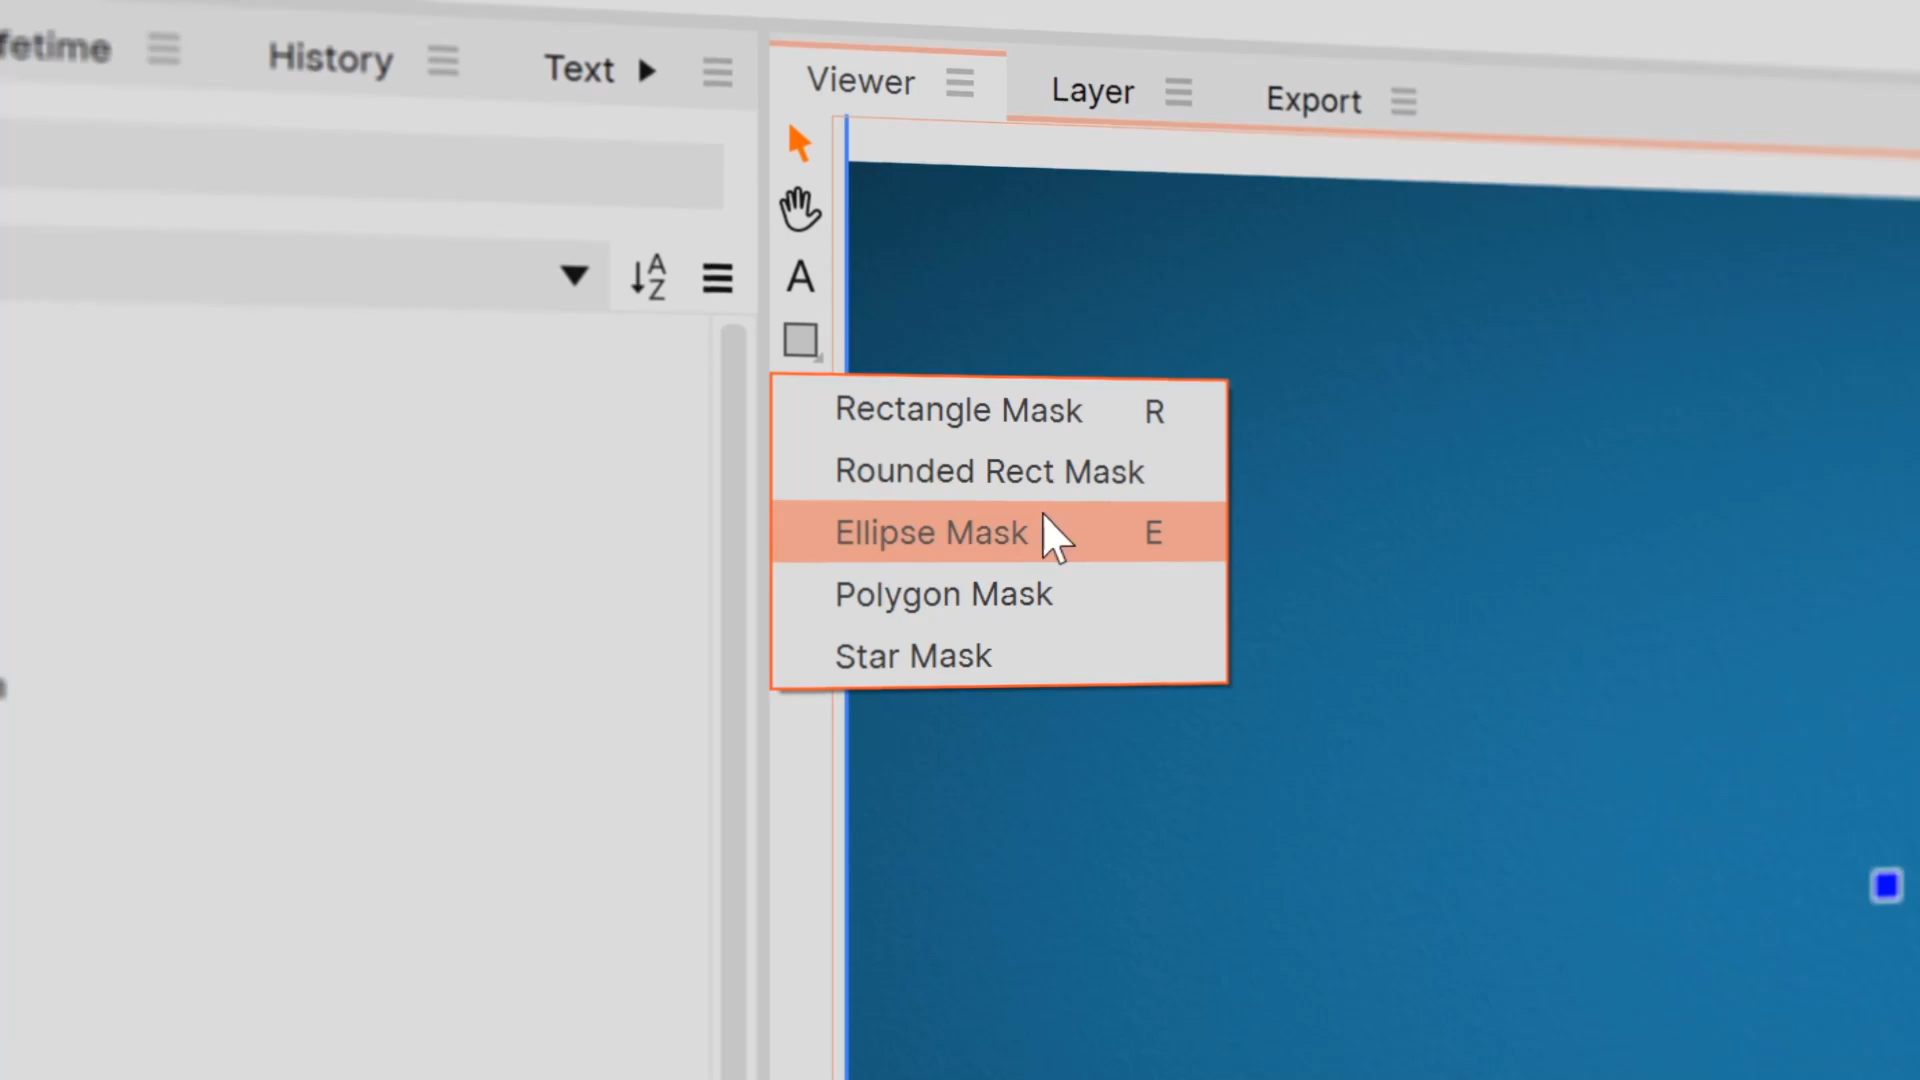 fetime
History
Text
Viewer
Layer
Export
A
Z
A
Rectangle Mask R
Rounded Rect Mask
Ellipse Mask E
Polygon Mask
Star Mask